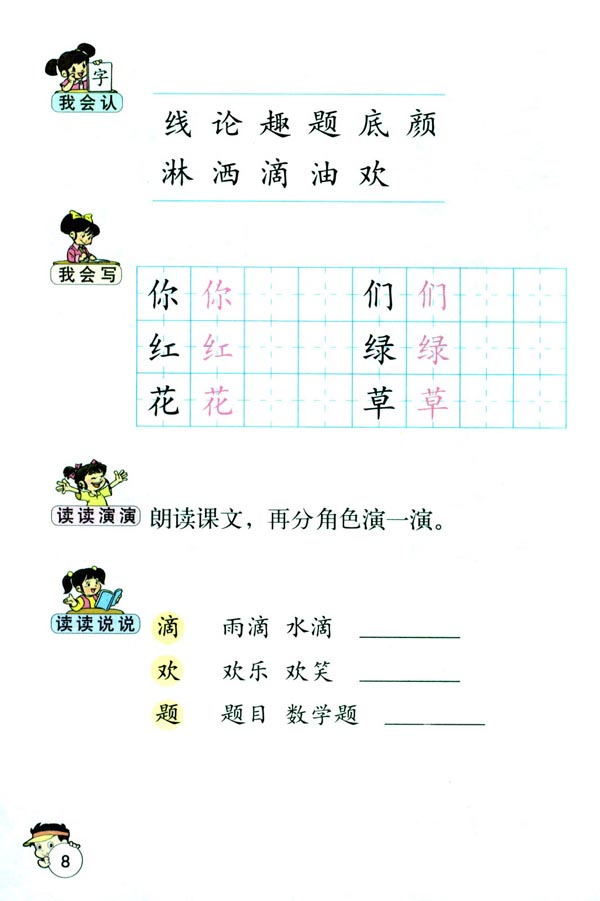 字
我会认
线 论 趣 题 底 颜
淋 洒 滴 油 欢
我会写
你 你 们 们
红 红 绿 绿
花 花 草 草
读读演演 朗读课文，再分角色演一演。
读读说说
滴 雨滴 水滴 ________
欢 欢乐 欢笑 ________
题 题目 数学题 ________
8